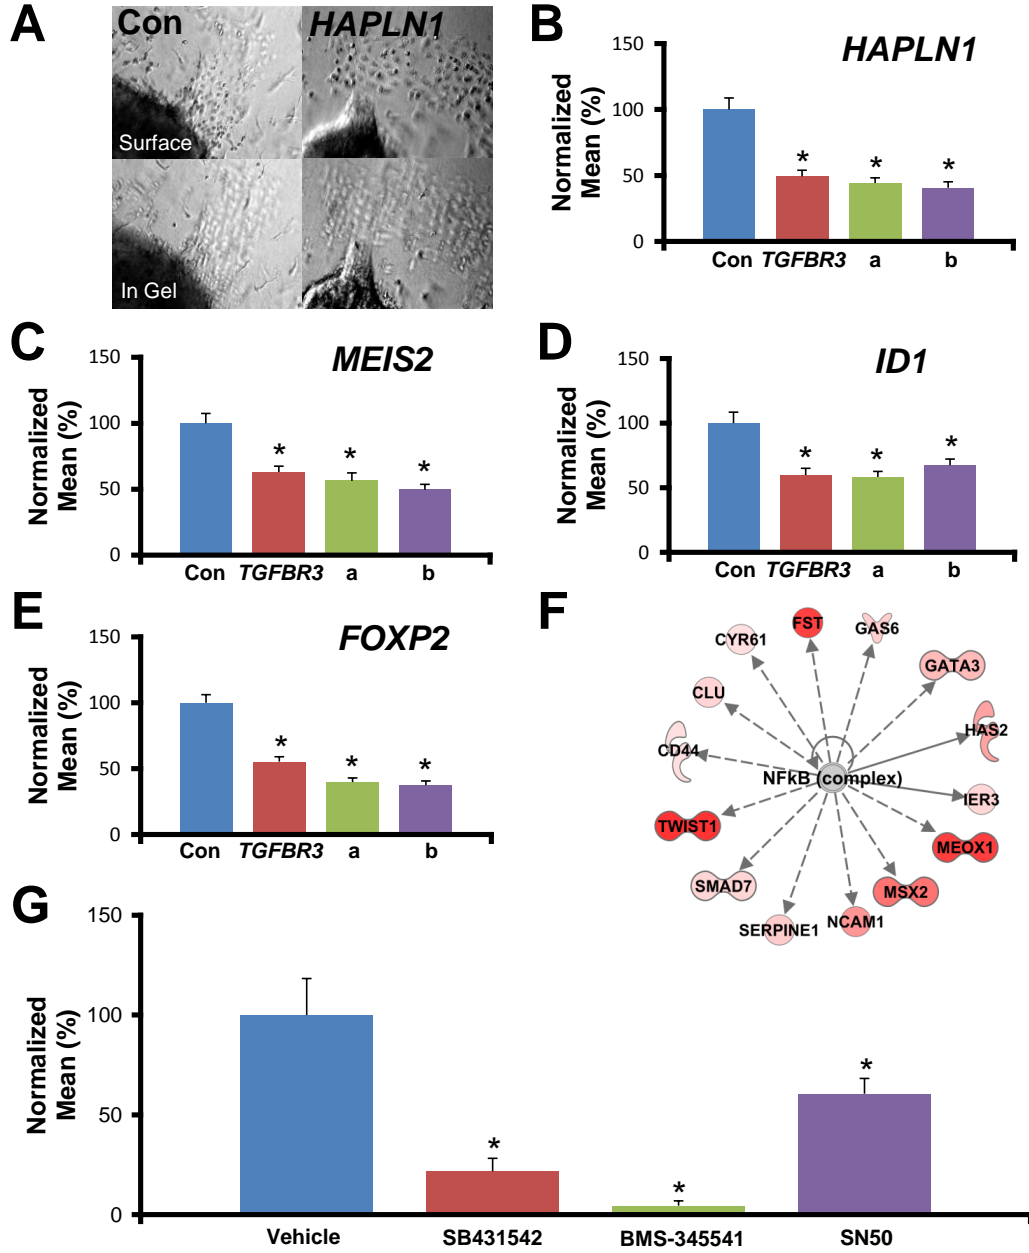 A
Con
HAPLN1
Surface
In Gel
B
HAPLN1
Normalized
Mean (%)
150
100
50
0
Con TGFBR3 a b
C
MEIS2
Normalized
Mean (%)
150
100
50
0
Con TGFBR3 a b
* * *
D
ID1
Normalized
Mean (%)
150
100
50
0
Con TGFBR3 a b
* * *
E
FOXP2
Normalized
Mean (%)
150
100
50
0
Con TGFBR3 a b
* * *
F
FST
GAS6
CYR61
GATA3
CLU
HAS2
CD44
NFkB (complex)
IER3
TWIST1
MEOX1
SMAD7
MSX2
SERPINE1
NCAM1
G
Normalized
Mean (%)
150
100
50
0
* * *
Vehicle SB431542 BMS-345541 SN50